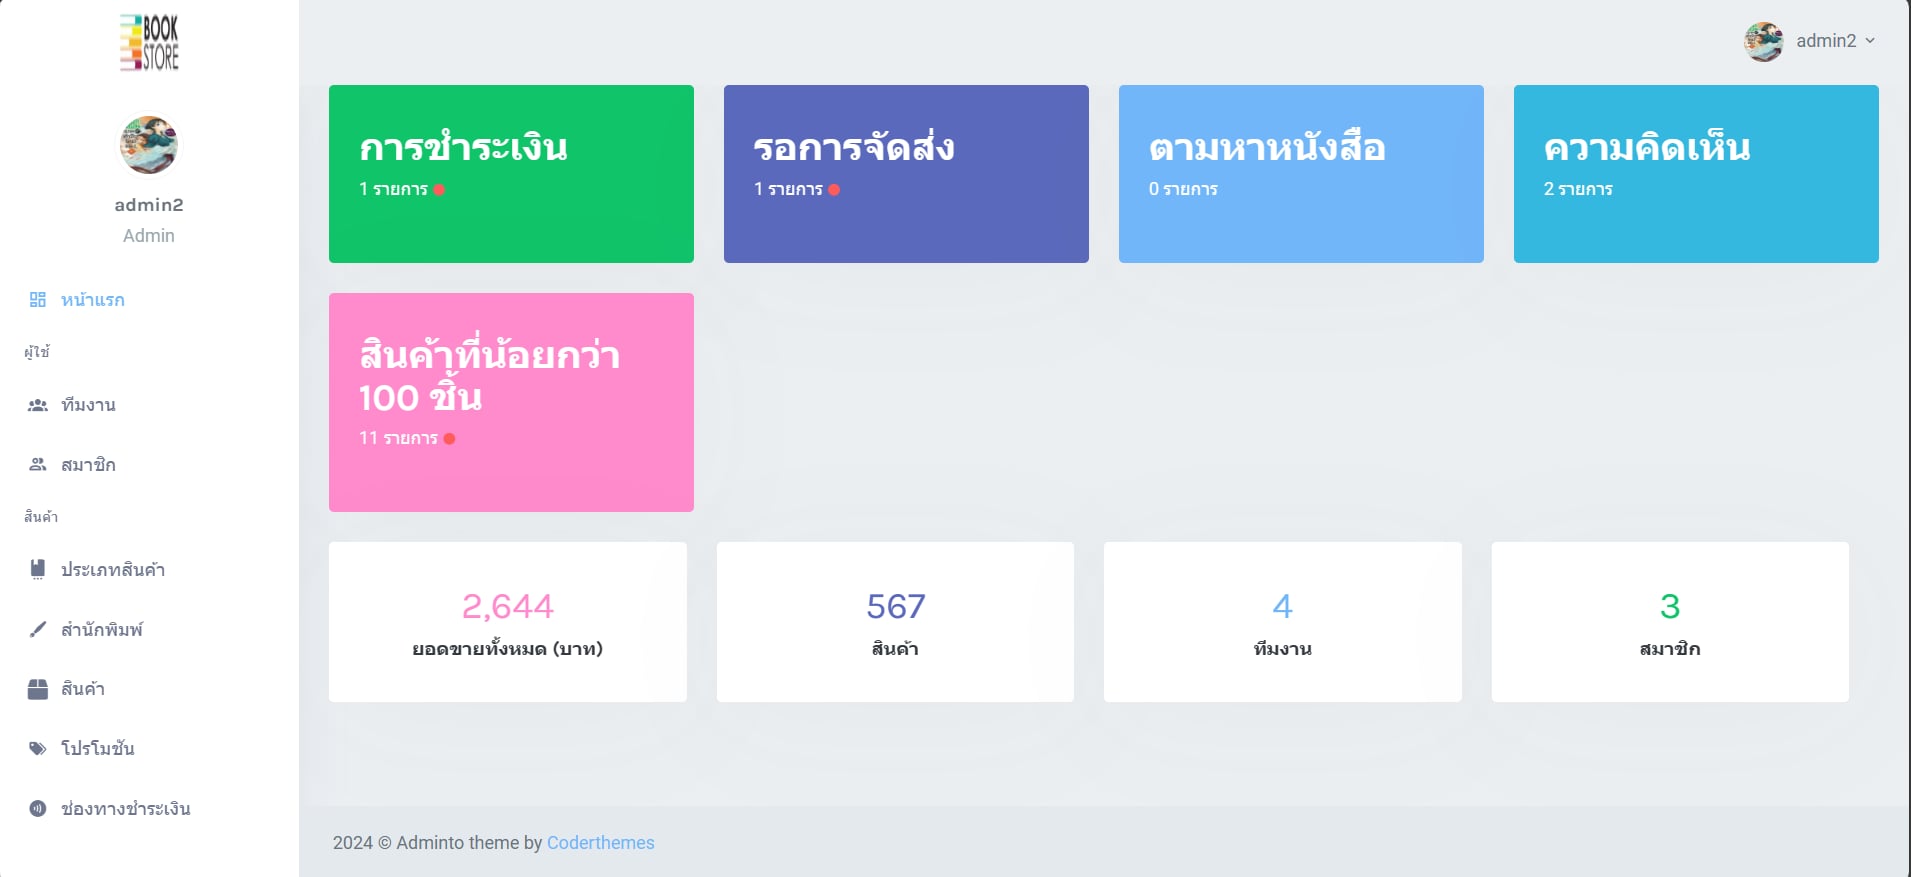 BOOK
STORE
admin2
Admin
หน้าแรก
ผู้ใช้
ทีมงาน
สมาชิก
สินค้า
ประเภทสินค้า
สำนักพิมพ์
สินค้า
โปรโมชัน
ช่องทางชำระเงิน
admin2
การชำระเงิน
1 รายการ
รอการจัดส่ง
1 รายการ
ตามหาหนังสือ
0 รายการ
ความคิดเห็น
2 รายการ
สินค้าที่น้อยกว่า
100 ชิ้น
11 รายการ
2,644
ยอดขายทั้งหมด (บาท)
567
สินค้า
4
ทีมงาน
3
สมาชิก
2024 © Adminto theme by Coderthemes